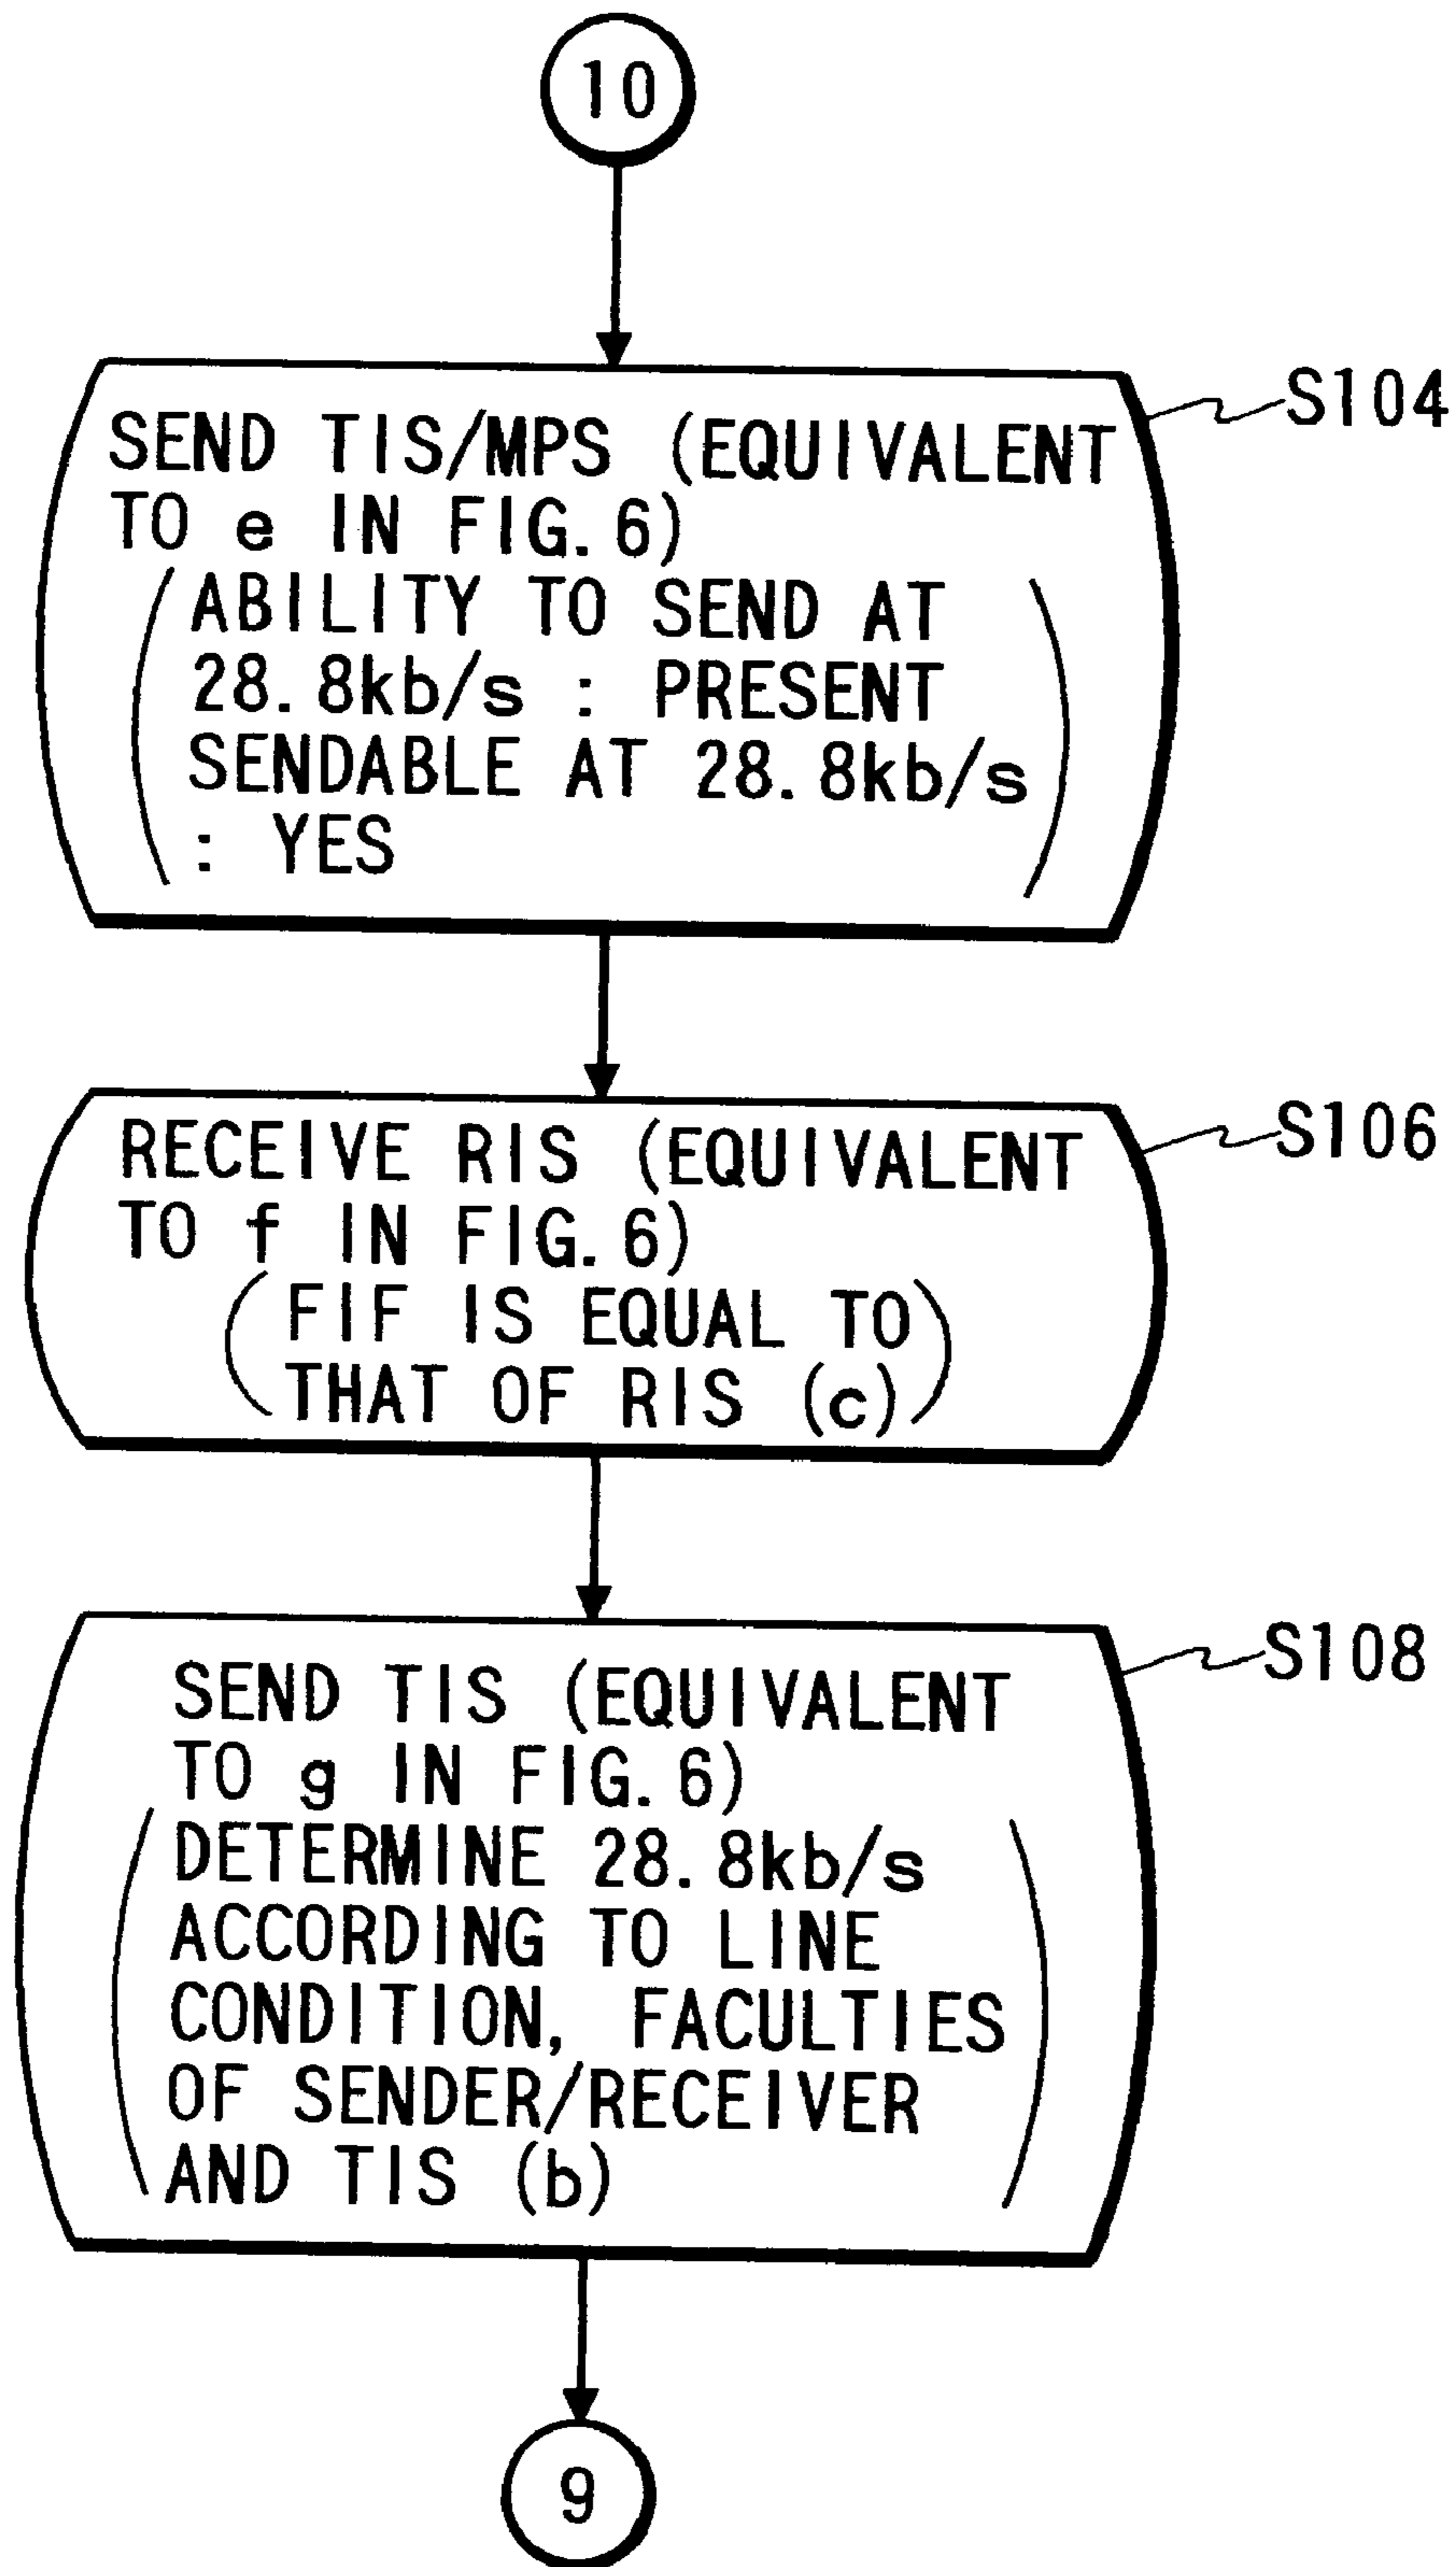 10
S104
SEND TIS/MPS (EQUIVALENT
TO e IN FIG. 6)
(ABILITY TO SEND AT
28.8kb/s : PRESENT
SENDABLE AT 28.8kb/s
: YES)
S106
RECEIVE RIS (EQUIVALENT
TO f IN FIG. 6)
(FIF IS EQUAL TO
THAT OF RIS (c))
S108
SEND TIS (EQUIVALENT
TO g IN FIG. 6)
(DETERMINE 28.8kb/s
ACCORDING TO LINE
CONDITION, FACULTIES
OF SENDER/RECEIVER
AND TIS (b))
9